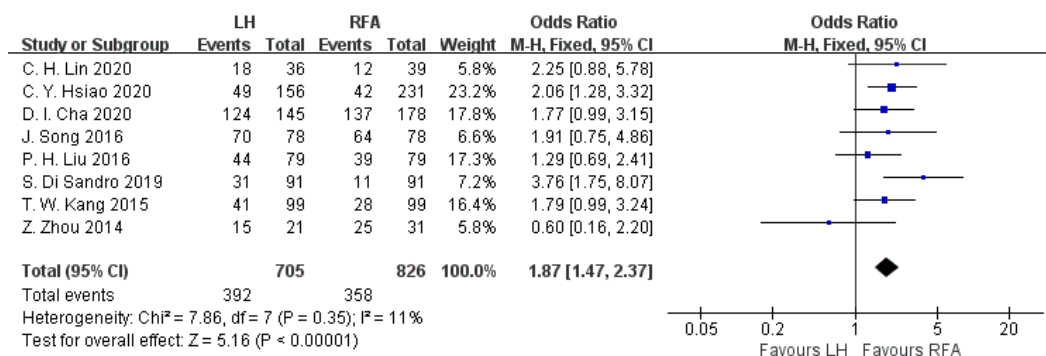 LH RFA Odds Ratio Odds Ratio
Study or Subgroup Events Total Events Total Weight M-H, Fixed, 95% CI M-H, Fixed, 95% CI
C. H. Lin 2020 18 36 12 39 5.8% 2.25 [0.88, 5.78]
C. Y. Hsiao 2020 49 156 42 231 23.2% 2.06 [1.28, 3.32]
D. I. Cha 2020 124 145 137 178 17.8% 1.77 [0.99, 3.15]
J. Song 2016 70 78 64 78 6.6% 1.91 [0.75, 4.86]
P. H. Liu 2016 44 79 39 79 17.3% 1.29 [0.69, 2.41]
S. Di Sandro 2019 31 91 11 91 7.2% 3.76 [1.75, 8.07]
T. W. Kang 2015 41 99 28 99 16.4% 1.79 [0.99, 3.24]
Z. Zhou 2014 15 21 25 31 5.8% 0.60 [0.16, 2.20]
Total (95% CI) 705 826 100.0% 1.87 [1.47, 2.37]
Total events 392 358
Heterogeneity: Chi² = 7.86, df = 7 (P = 0.35); I² = 11%
Test for overall effect: Z = 5.16 (P < 0.00001)
0.05 0.2 1 5 20
Favours LH Favours RFA